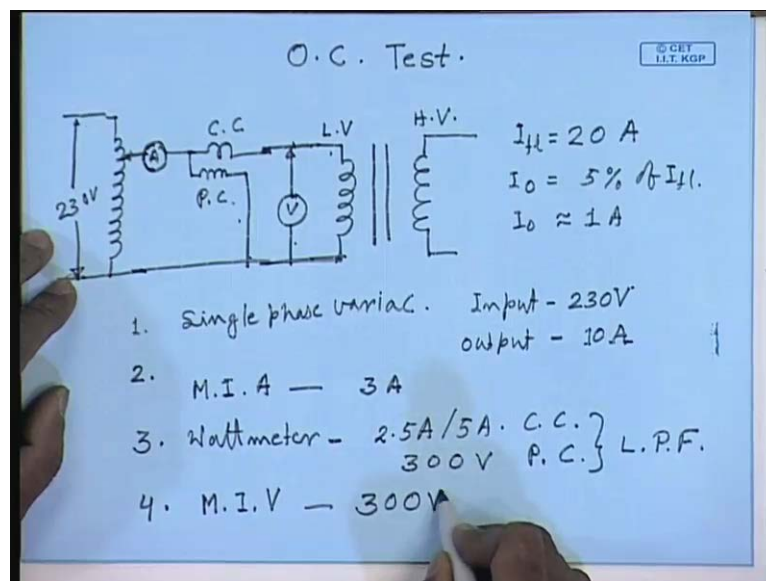 O.C. Test.
© CET
I.I.T. KGP
C.C
L.V
H.V.
A
P.C.
V
230V
Ifl = 20 A
I0 = 5% of Ifl.
I0 ≈ 1 A
1. Single phase variac. Input - 230V
output - 10A
2. M.I.A — 3A
3. Wattmeter - 2.5A/5A. C.C.
300V P.C. } L.P.F.
4. M.I.V — 300V